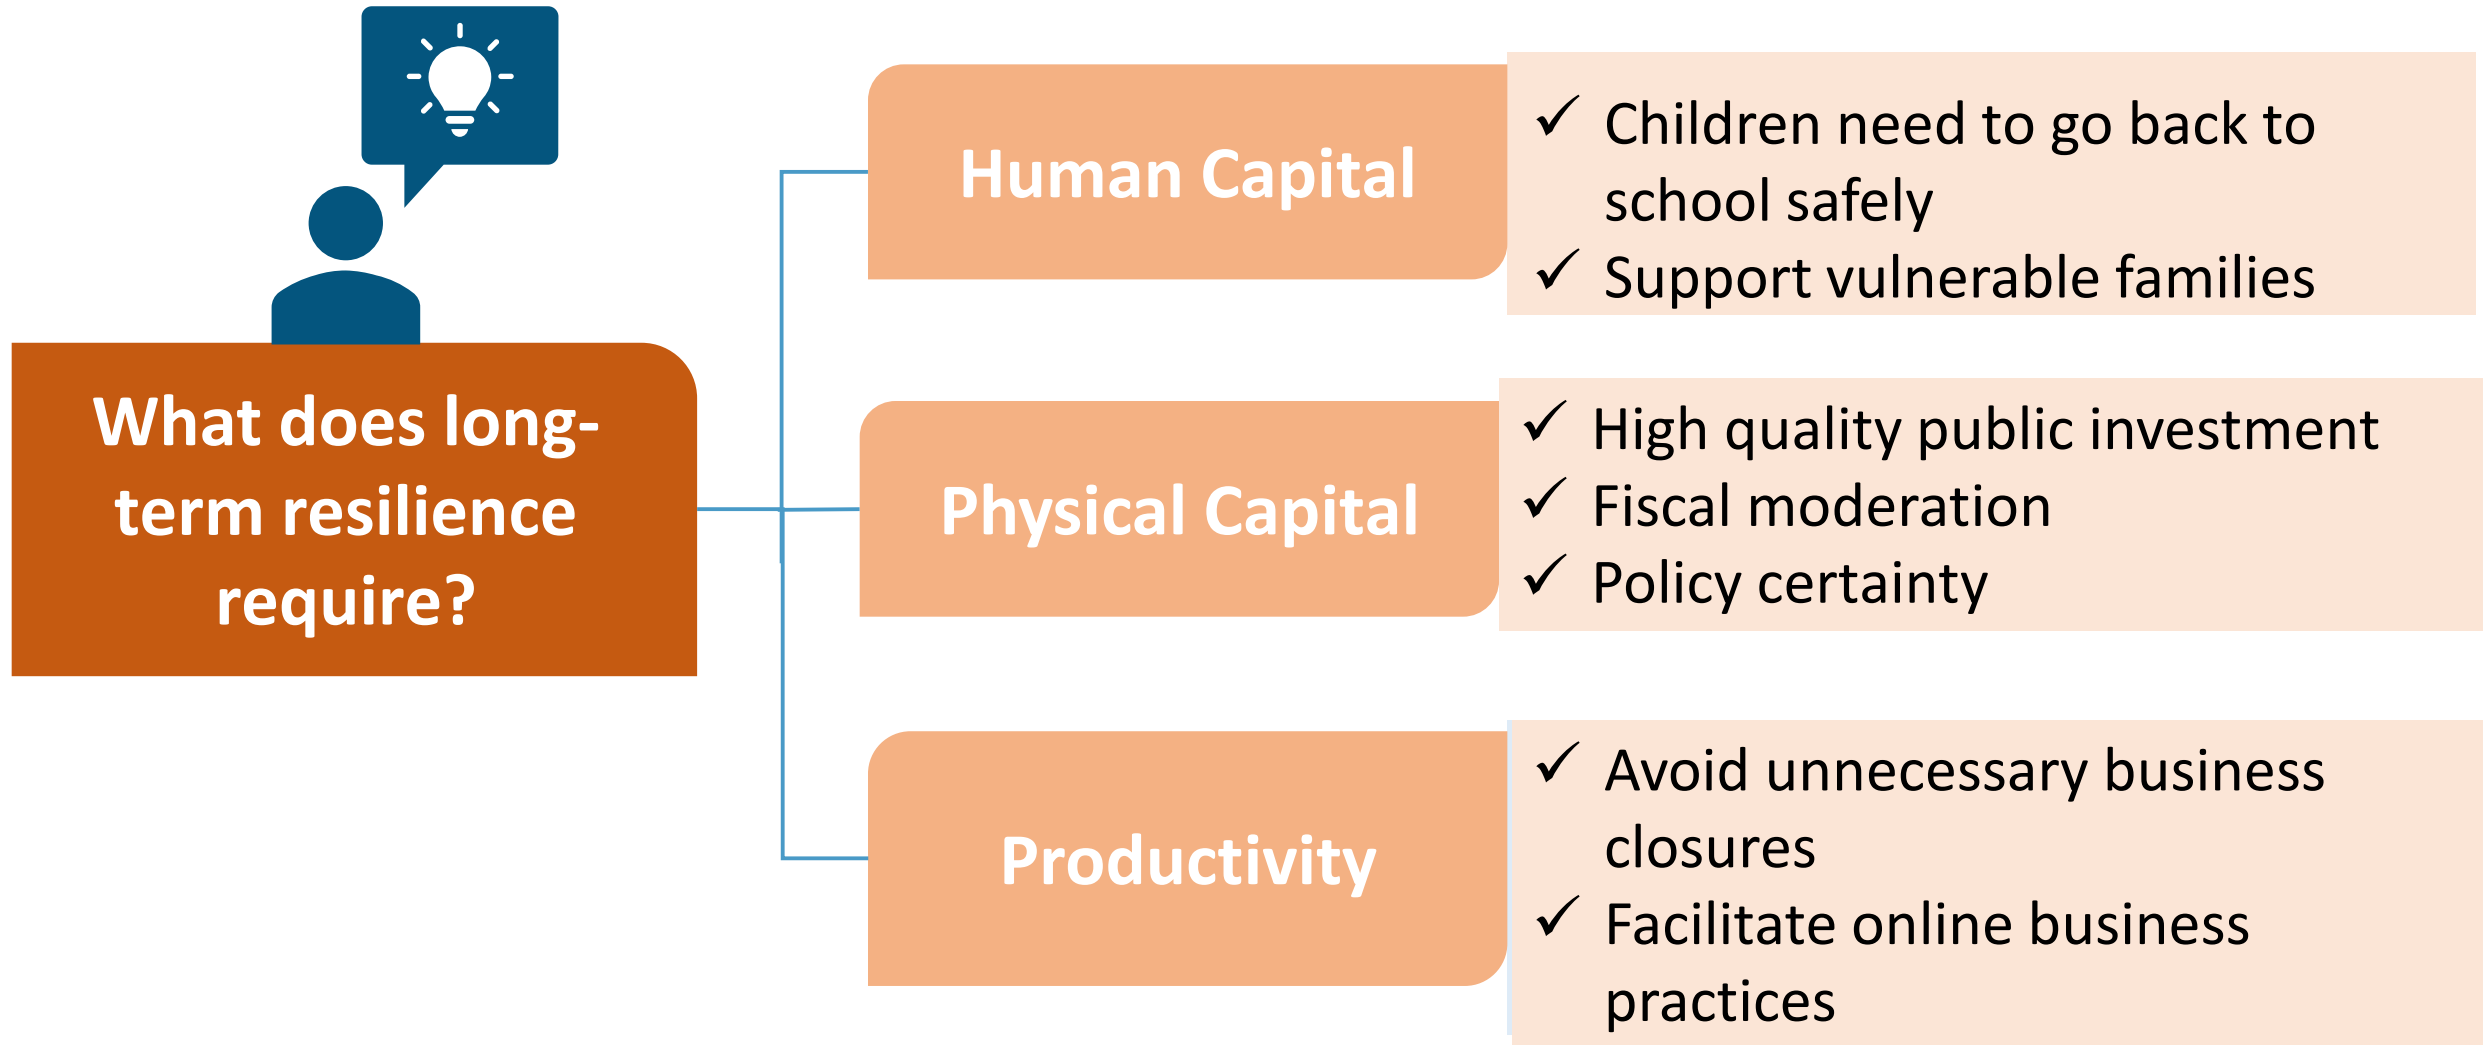 What does long-
term resilience
require?
Human Capital
✓ Children need to go back to
school safely
✓ Support vulnerable families
Physical Capital
✓ High quality public investment
✓ Fiscal moderation
✓ Policy certainty
Productivity
✓ Avoid unnecessary business
closures
✓ Facilitate online business
practices